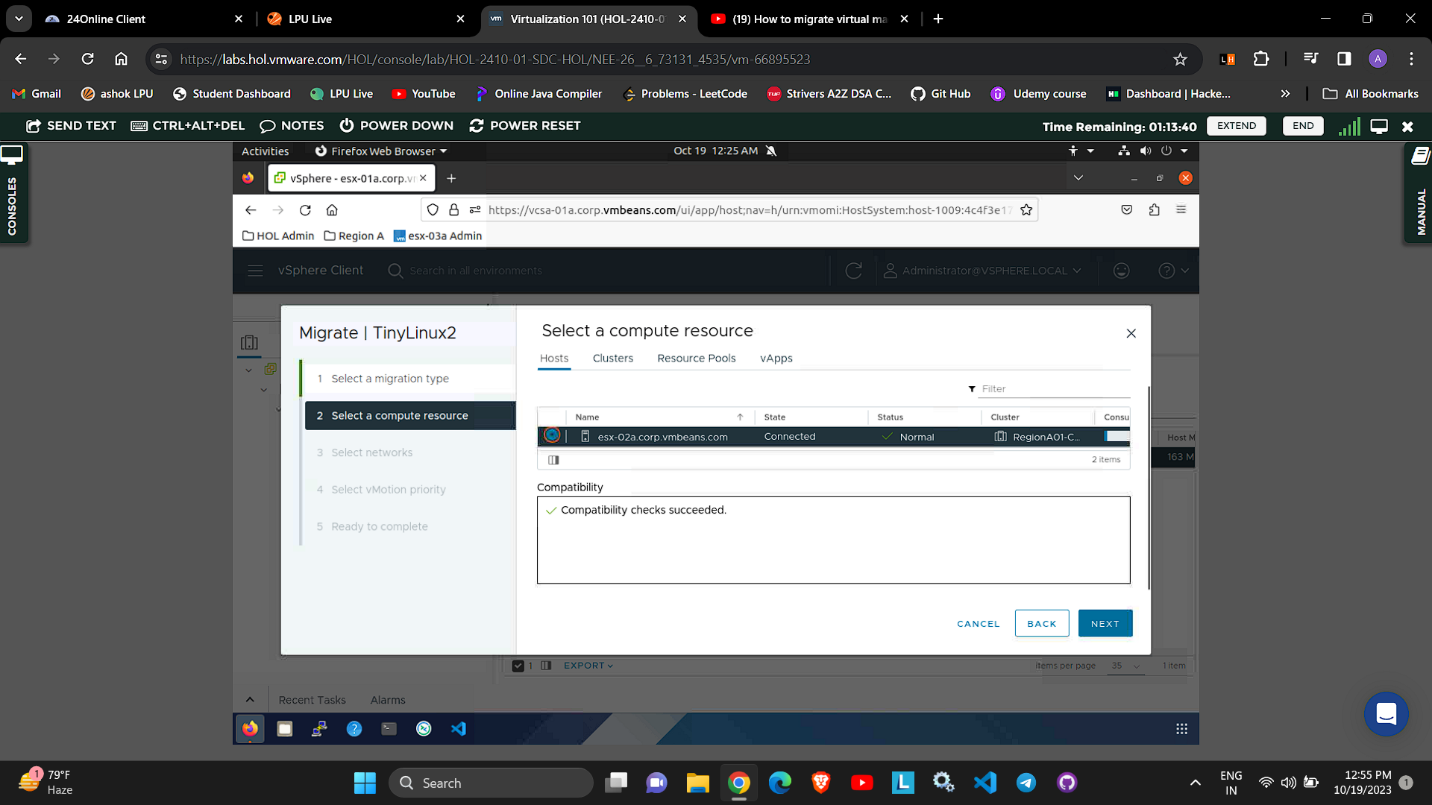 24Online Client
LPU Live
Virtualization 101 (HOL-2410-0
(19) How to migrate virtual ma
https://labs.hol.vmware.com/HOL/console/lab/HOL-2410-01-SDC-HOL/NEE-26__6_73131_4535/vm-66895523
A
Gmail
ashok LPU
Student Dashboard
LPU Live
YouTube
Online Java Compiler
Problems - LeetCode
Strivers A2Z DSA C...
Git Hub
Udemy course
Dashboard | Hacke...
All Bookmarks
SEND TEXT
CTRL+ALT+DEL
NOTES
POWER DOWN
POWER RESET
Time Remaining: 01:13:40
EXTEND
END
CONSOLES
MANUAL
Activities
Firefox Web Browser
Oct 19 12:25 AM
vSphere - esx-01a.corp.v
https://vcsa-01a.corp.vmbeans.com/ui/app/host;nav=h/urn:vmomi:HostSystem:host-1009:4c4f3e1
HOL Admin
Region A
esx-03a Admin
vSphere Client
Search in all environments
Administrator@VSPHERE.LOCAL
Migrate | TinyLinux2
1 Select a migration type
2 Select a compute resource
3 Select networks
4 Select vMotion priority
5 Ready to complete
Select a compute resource
Hosts
Clusters
Resource Pools
vApps
Filter
Name
State
Status
Cluster
Consu
esx-02a.corp.vmbeans.com
Connected
Normal
RegionA01-C...
2 items
Host M
163 M
Compatibility
Compatibility checks succeeded.
CANCEL
BACK
NEXT
1
EXPORT
Items per page
35
1 item
Recent Tasks
Alarms
1
79°F
Haze
Search
ENG
IN
12:55 PM
10/19/2023
1